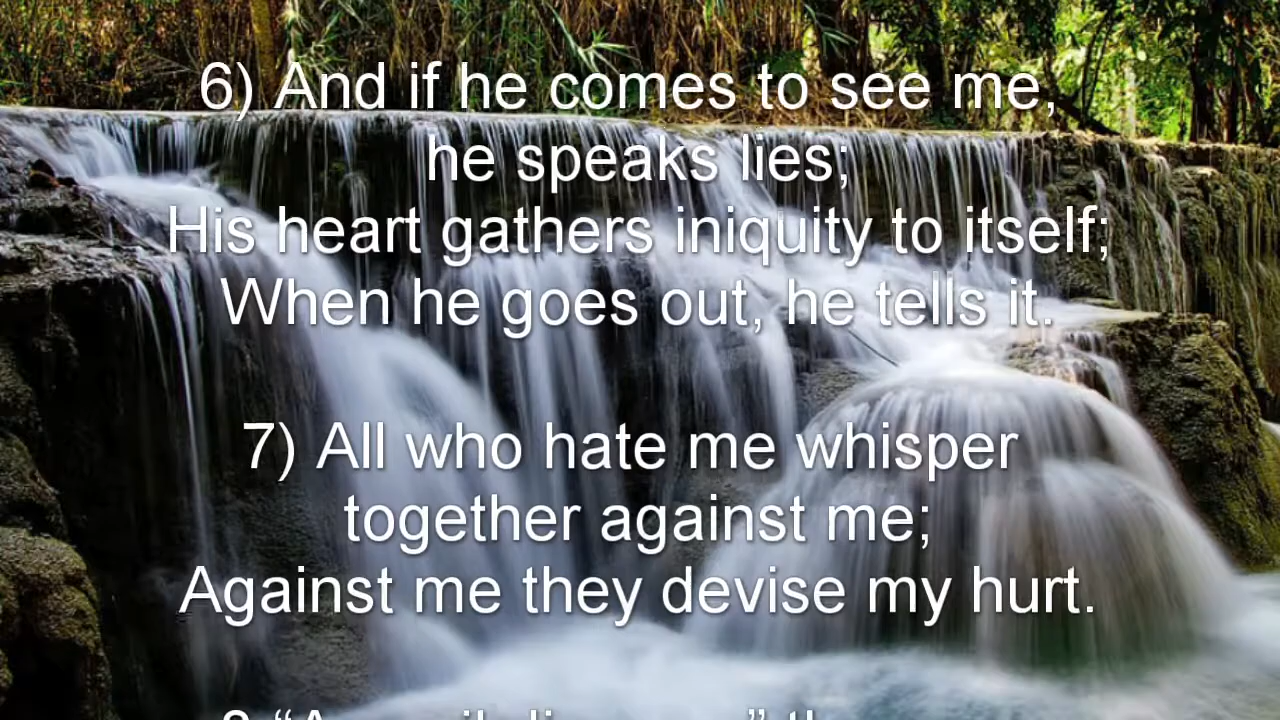 6) And if he comes to see me,
he speaks lies;
His heart gathers iniquity to itself;
When he goes out, he tells it.
7) All who hate me whisper
together against me;
Against me they devise my hurt.